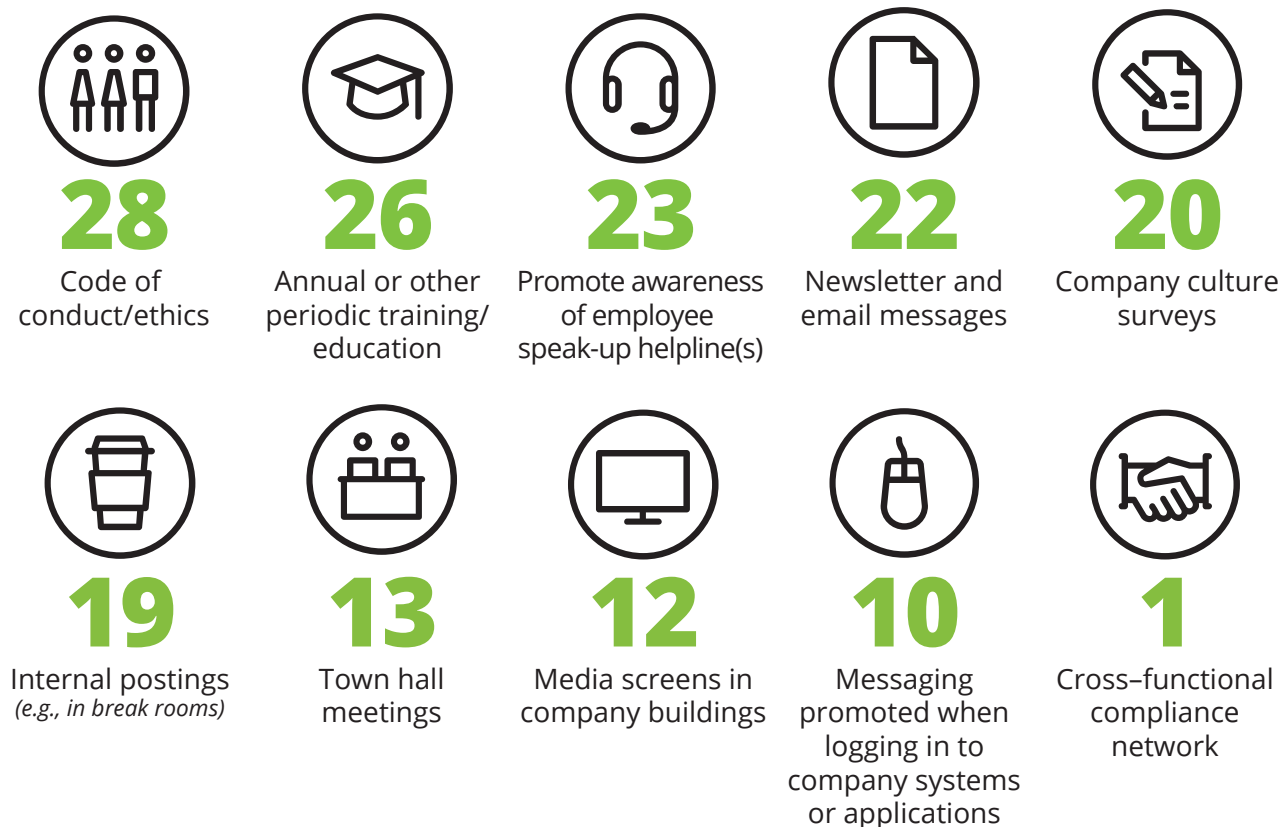 28
Code of
conduct/ethics
26
Annual or other
periodic training/
education
23
Promote awareness
of employee
speak-up helpline(s)
22
Newsletter and
email messages
20
Company culture
surveys
19
Internal postings
(e.g., in break rooms)
13
Town hall
meetings
12
Media screens in
company buildings
10
Messaging
promoted when
logging in to
company systems
or applications
1
Cross–functional
compliance
network